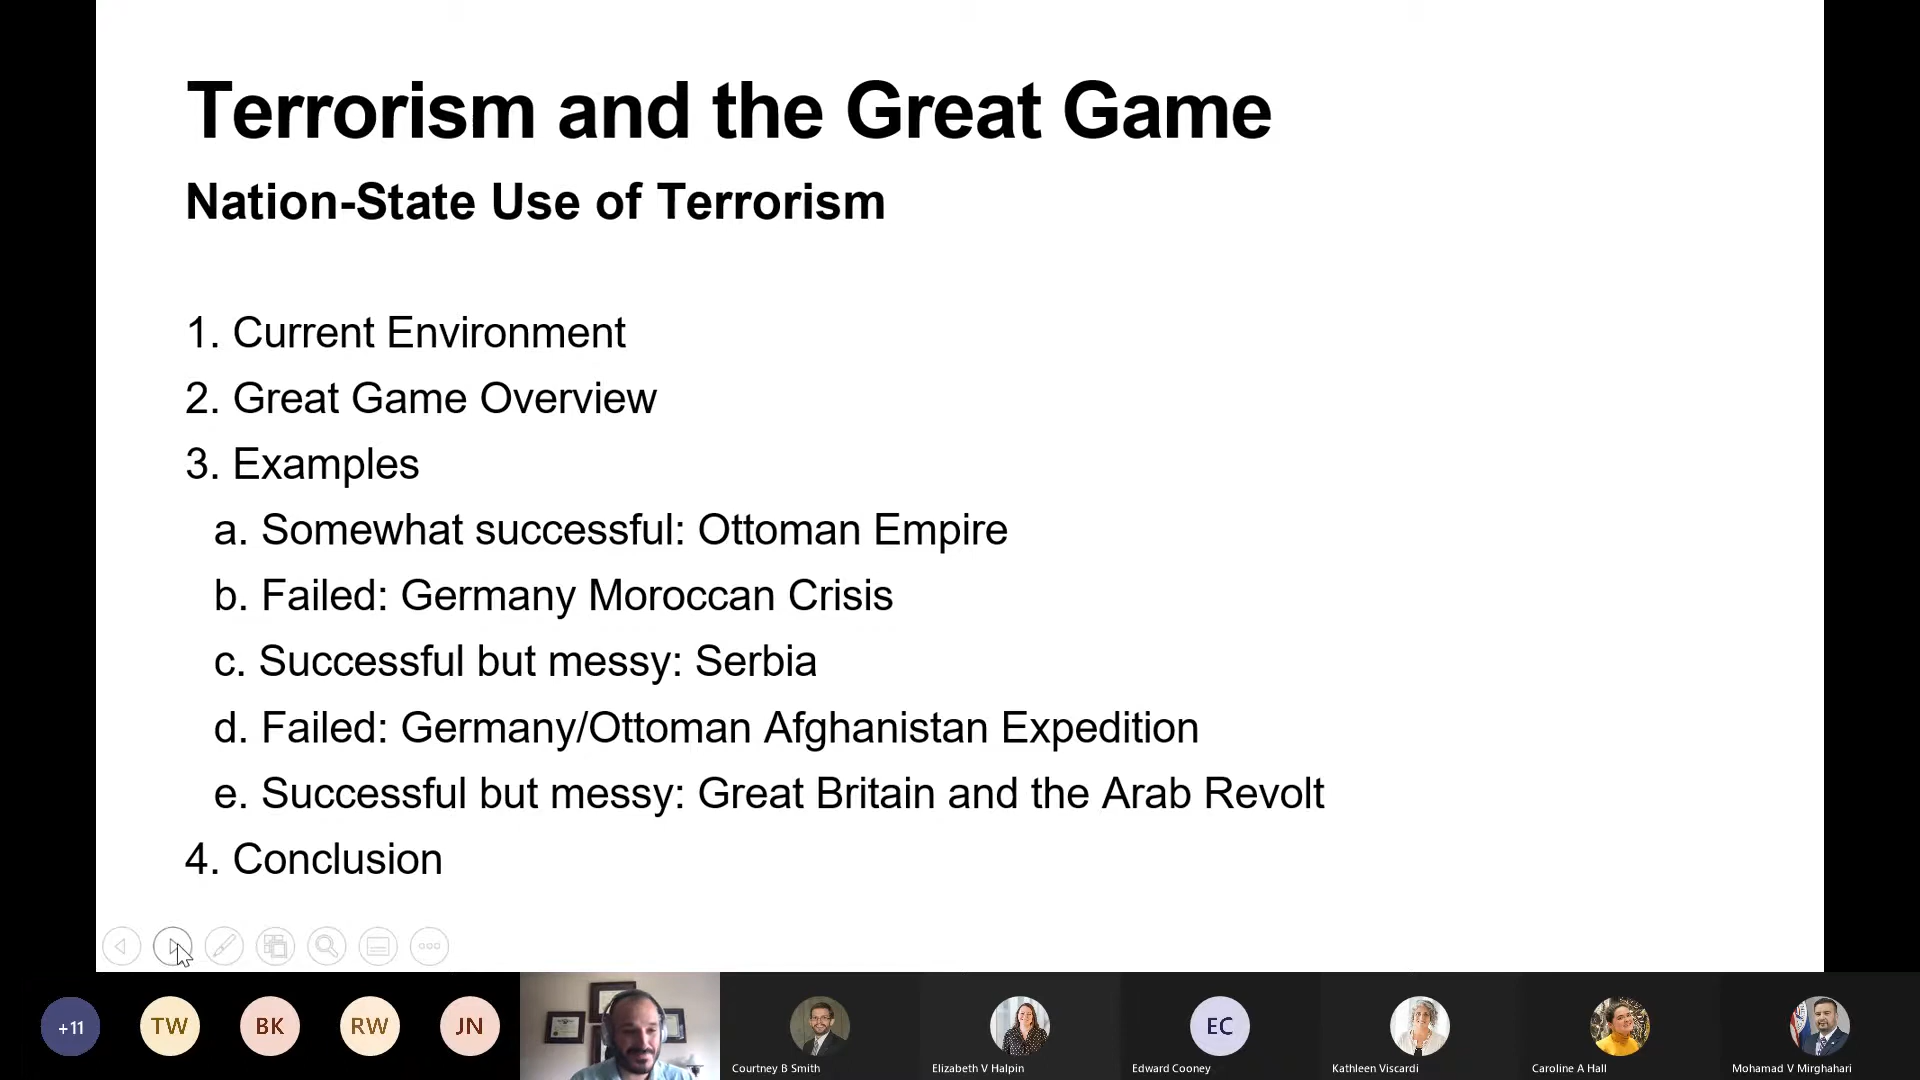 Terrorism and the Great Game
Nation-State Use of Terrorism
1. Current Environment
2. Great Game Overview
3. Examples
a. Somewhat successful: Ottoman Empire
b. Failed: Germany Moroccan Crisis
c. Successful but messy: Serbia
d. Failed: Germany/Ottoman Afghanistan Expedition
e. Successful but messy: Great Britain and the Arab Revolt
4. Conclusion
+11
TW
BK
RW
JN
EC
Courtney B Smith
Elizabeth V Halpin
Edward Cooney
Kathleen Viscardi
Caroline A Hall
Mohamad V Mirghahari